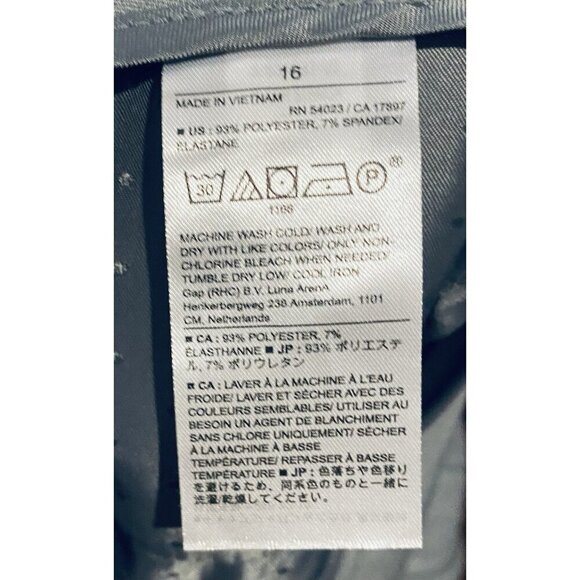 16
MADE IN VIETNAM
RN 54023 / CA 17897
■ US : 93% POLYESTER, 7% SPANDEX/
ELASTANE
30 P ®
1166
MACHINE WASH COLD/ WASH AND
DRY WITH LIKE COLORS/ ONLY NON-
CHLORINE BLEACH WHEN NEEDED/
TUMBLE DRY LOW/ COOL IRON
Gap (RHC) B.V. Luna Arena
Herikerbergweg 238 Amsterdam, 1101
CM, Netherlands
■ CA : 93% POLYESTER, 7%
ÉLASTHANNE ■ JP : 93% ポリエステ
ル, 7% ポリウレタン
■ CA : LAVER À LA MACHINE À L'EAU
FROIDE/ LAVER ET SÉCHER AVEC DES
COULEURS SEMBLABLES/ UTILISER AU
BESOIN UN AGENT DE BLANCHIMENT
SANS CHLORE UNIQUEMENT/ SÉCHER
À LA MACHINE À BASSE
TEMPÉRATURE/ REPASSER À BASSE
TEMPÉRATURE ■ JP : 色落ちや色移り
を避けるため、同系色のものと一緒に
洗濯/乾燥してください。